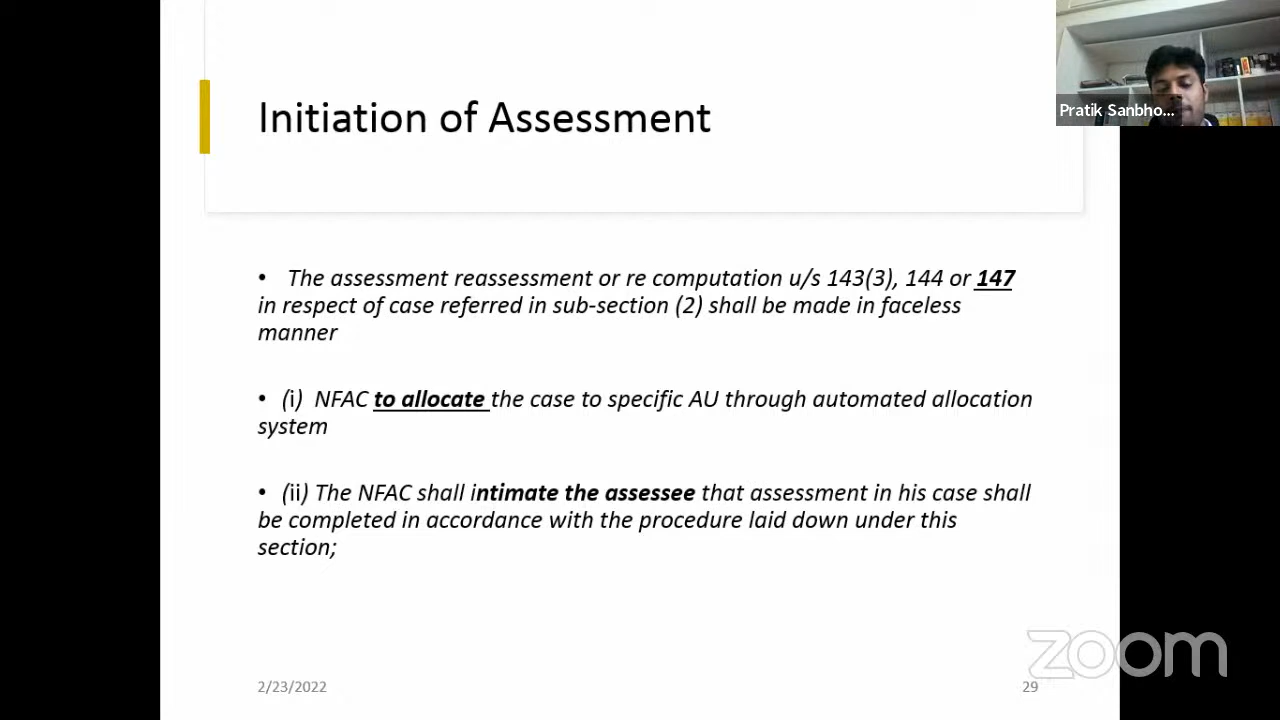 Initiation of Assessment
Pratik Sanbho...
• The assessment reassessment or re computation u/s 143(3), 144 or 147
in respect of case referred in sub-section (2) shall be made in faceless
manner
• (i) NFAC to allocate the case to specific AU through automated allocation
system
• (ii) The NFAC shall intimate the assessee that assessment in his case shall
be completed in accordance with the procedure laid down under this
section;
zoom
2/23/2022
29